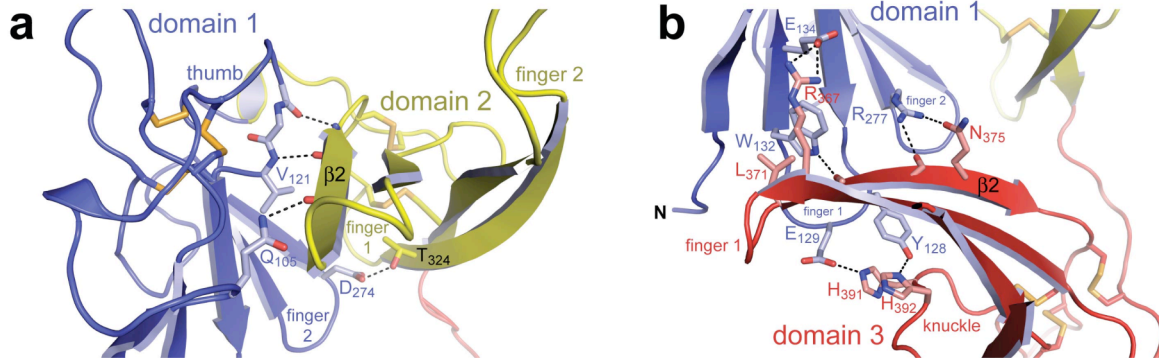 a
domain 1
thumb
finger 2
domain 2
β2
V121
finger
1
Q105
T324
D274
finger
2
b
E134
domain 1
R367
R277
finger 2
N375
W132
L371
β2
N
finger 1
E129
finger 1
Y128
H391
H392
knuckle
domain 3